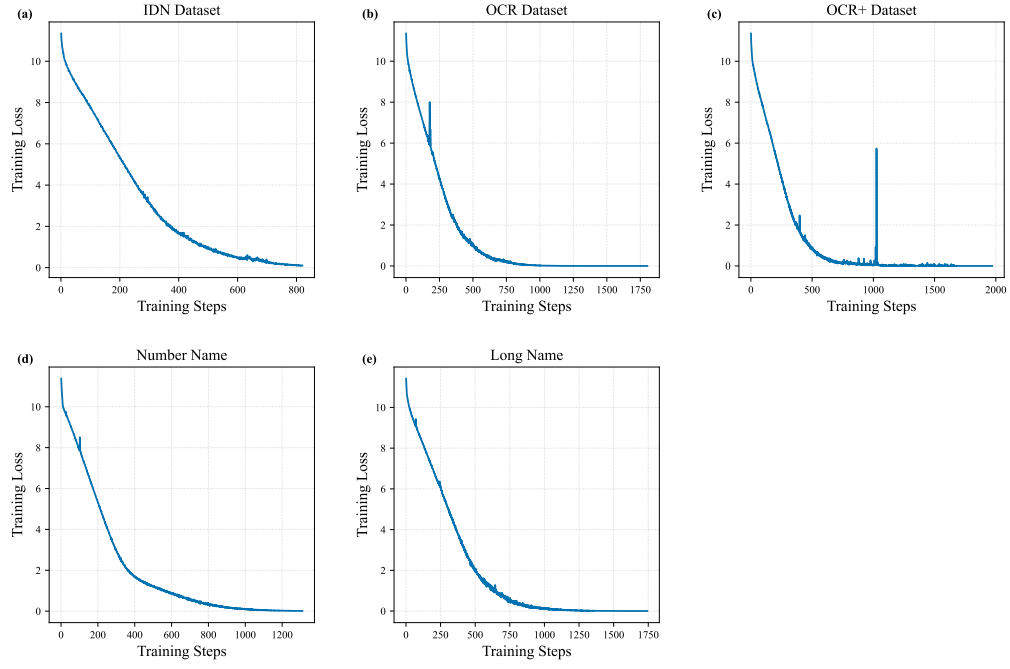 (a) IDN Dataset
Training Loss
10
8
6
4
2
0
0 200 400 600 800
Training Steps
(b) OCR Dataset
Training Loss
10
8
6
4
2
0
0 250 500 750 1000 1250 1500 1750
Training Steps
(c) OCR+ Dataset
Training Loss
10
8
6
4
2
0
0 500 1000 1500 2000
Training Steps
(d) Number Name
Training Loss
10
8
6
4
2
0
0 200 400 600 800 1000 1200
Training Steps
(e) Long Name
Training Loss
10
8
6
4
2
0
0 250 500 750 1000 1250 1500 1750
Training Steps